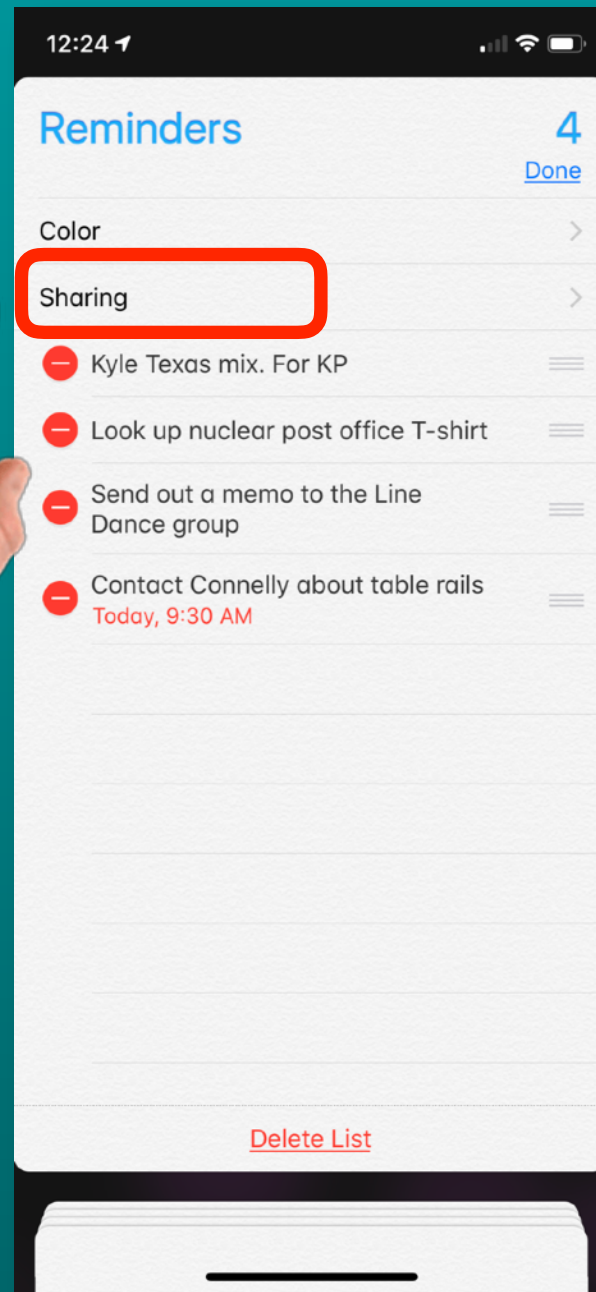 12:24
Reminders 4
Done
Color
Sharing
Kyle Texas mix. For KP
Look up nuclear post office T-shirt
Send out a memo to the Line
Dance group
Contact Connelly about table rails
Today, 9:30 AM
Delete List